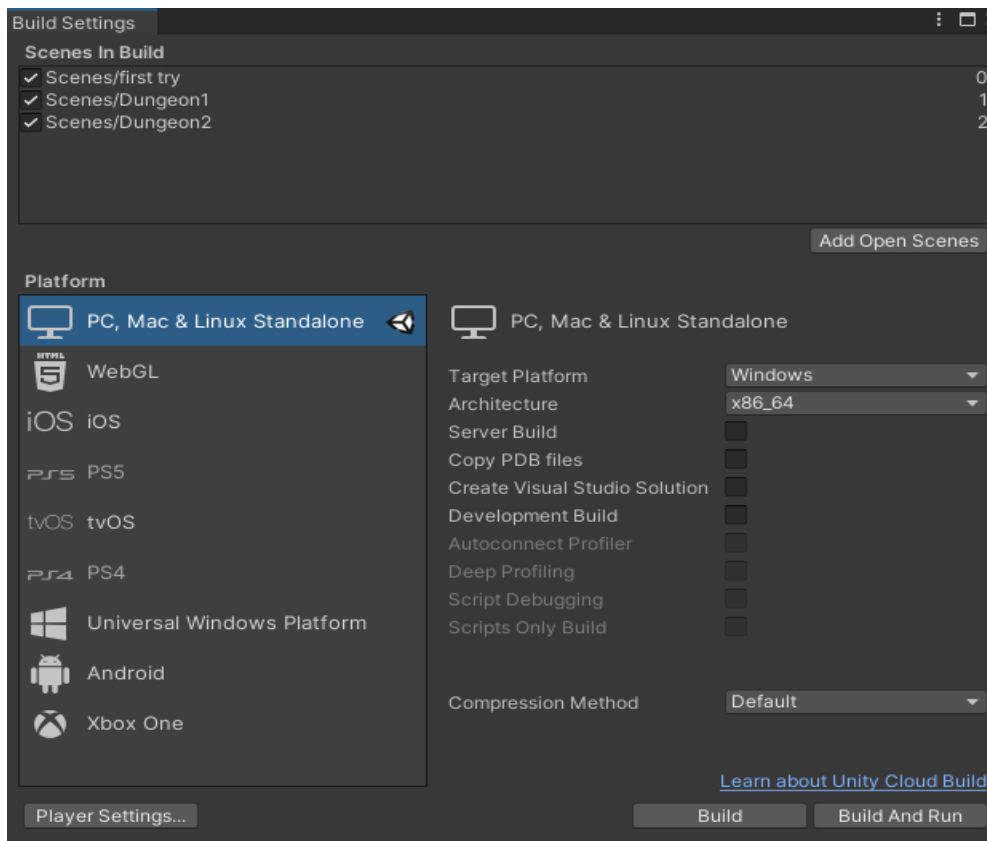 Build Settings
Scenes In Build
Scenes/first try 0
Scenes/Dungeon1 1
Scenes/Dungeon2 2
Add Open Scenes
Platform
PC, Mac & Linux Standalone
HTML 5 WebGL
iOS iOS
PS5 PS5
tvOS tvOS
PS4 PS4
Universal Windows Platform
Android
Xbox One
PC, Mac & Linux Standalone
Target Platform Windows
Architecture x86_64
Server Build
Copy PDB files
Create Visual Studio Solution
Development Build
Autoconnect Profiler
Deep Profiling
Script Debugging
Scripts Only Build
Compression Method Default
Learn about Unity Cloud Build
Player Settings... Build Build And Run